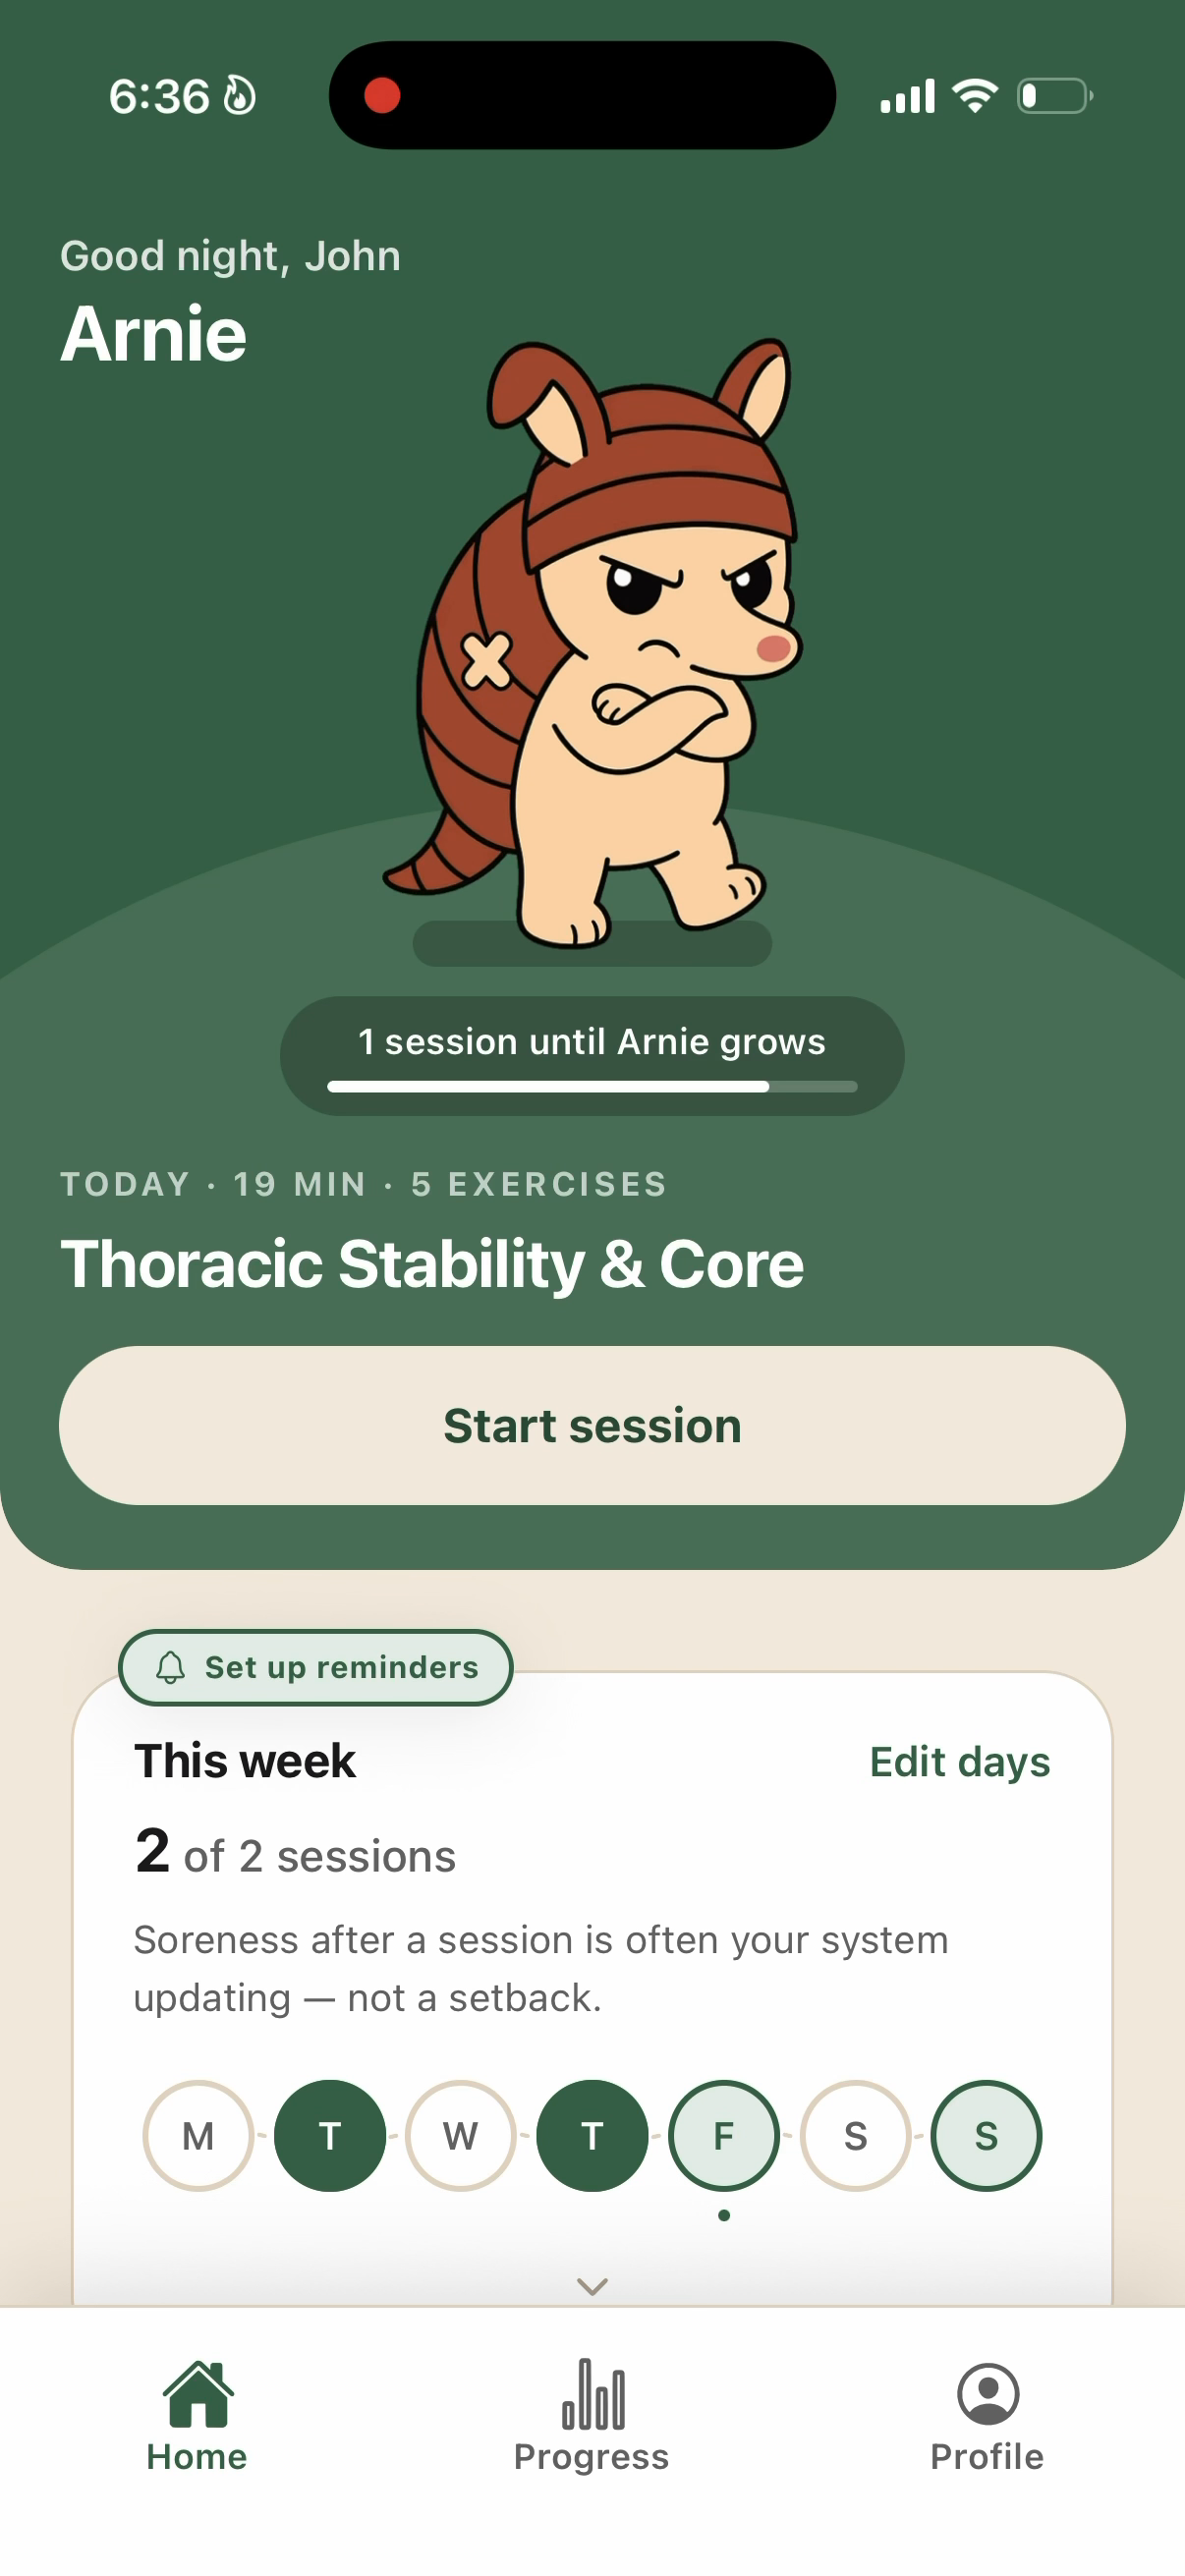 6:36
Good night, John
Arnie
1 session until Arnie grows
TODAY · 19 MIN · 5 EXERCISES
Thoracic Stability & Core
Start session
Set up reminders
This week
Edit days
2 of 2 sessions
Soreness after a session is often your system
updating — not a setback.
M T W T F S S
Home Progress Profile